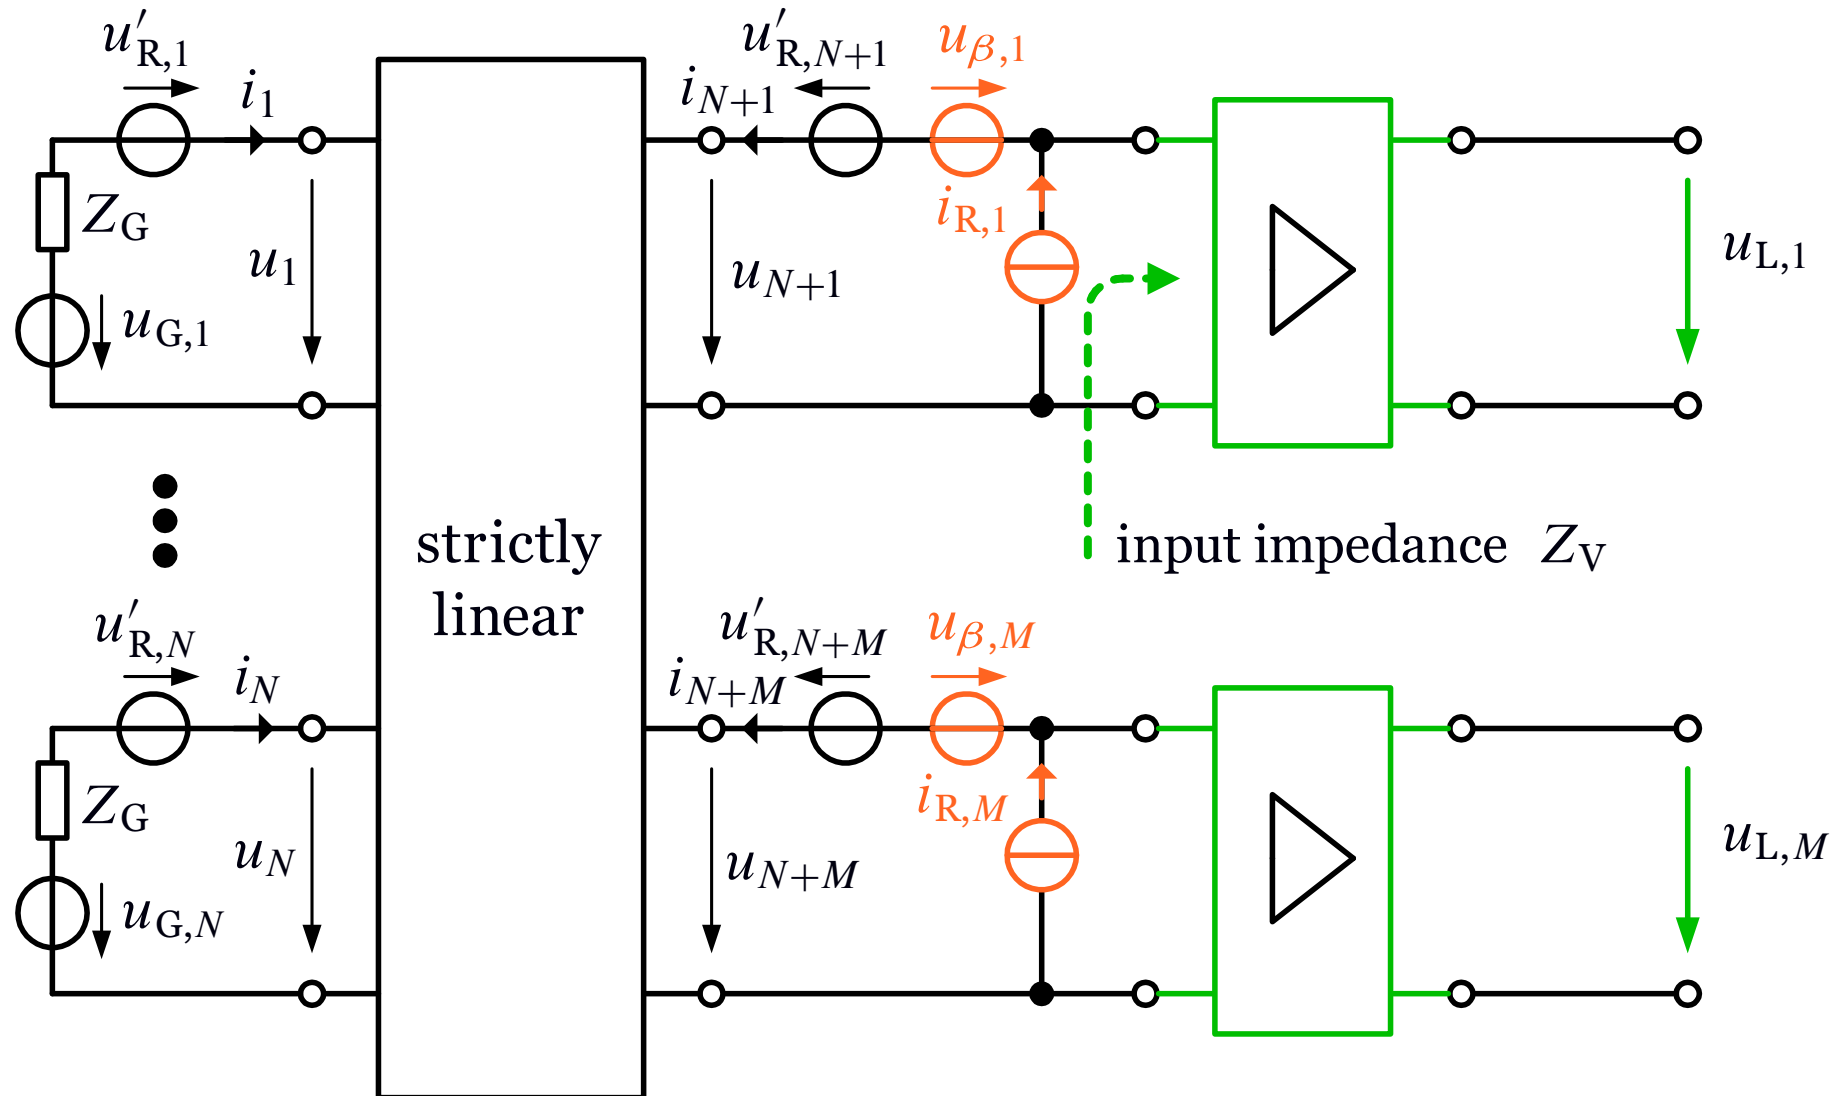 u′R,1
i1
u′R,N+1
uβ,1
iN+1
ZG
iR,1
u1
uN+1
uL,1
uG,1
strictly
linear
input impedance ZV
u′R,N
iN
u′R,N+M
uβ,M
iN+M
ZG
iR,M
uN
uN+M
uL,M
uG,N